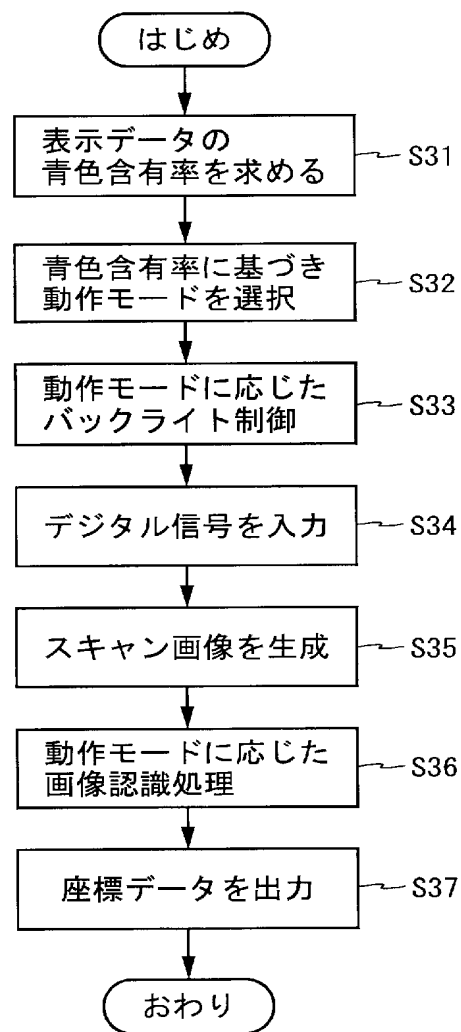 はじめ
表示データの
青色含有率を求める
S31
青色含有率に基づき
動作モードを選択
S32
動作モードに応じた
バックライト制御
S33
デジタル信号を入力
S34
スキャン画像を生成
S35
動作モードに応じた
画像認識処理
S36
座標データを出力
S37
おわり